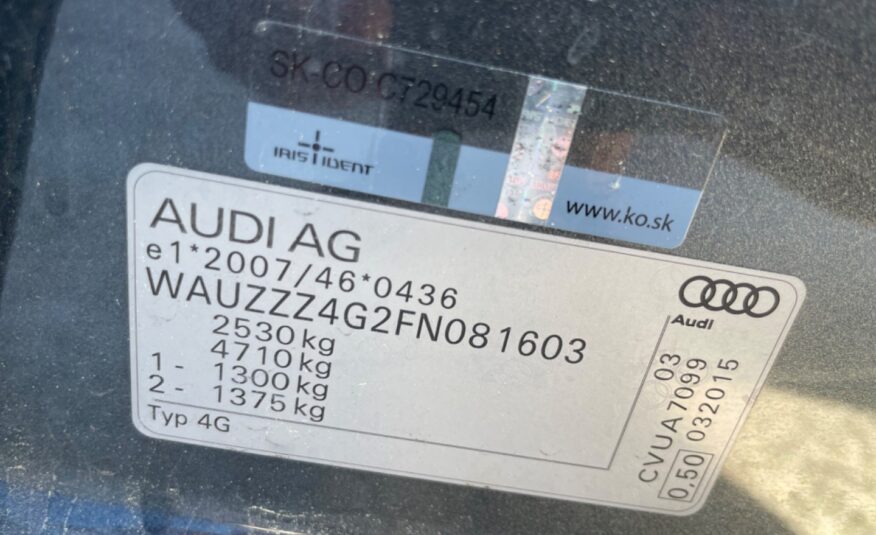 SK-CO CT29454
IRIS IDENT
www.ko.sk
AUDI AG
e1*2007/46*0436
WAUZZZ4G2FN081603
2530 kg
4710 kg
1 - 1300 kg
2 - 1375 kg
Typ 4G
Audi
03
CVUA7099
0,50 032015